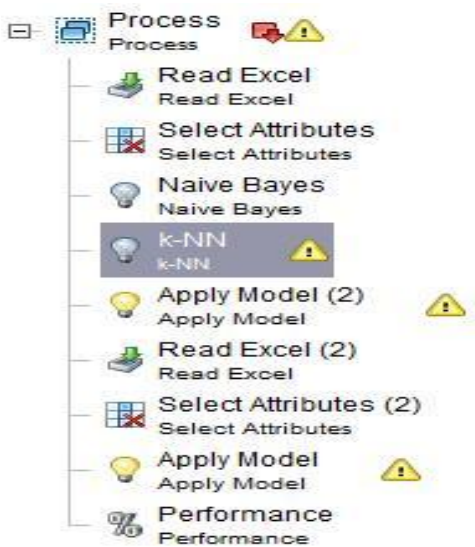 Process
Process
Read Excel
Read Excel
Select Attributes
Select Attributes
Naive Bayes
Naive Bayes
k-NN
k-NN
Apply Model (2)
Apply Model
Read Excel (2)
Read Excel
Select Attributes (2)
Select Attributes
Apply Model
Apply Model
Performance
Performance